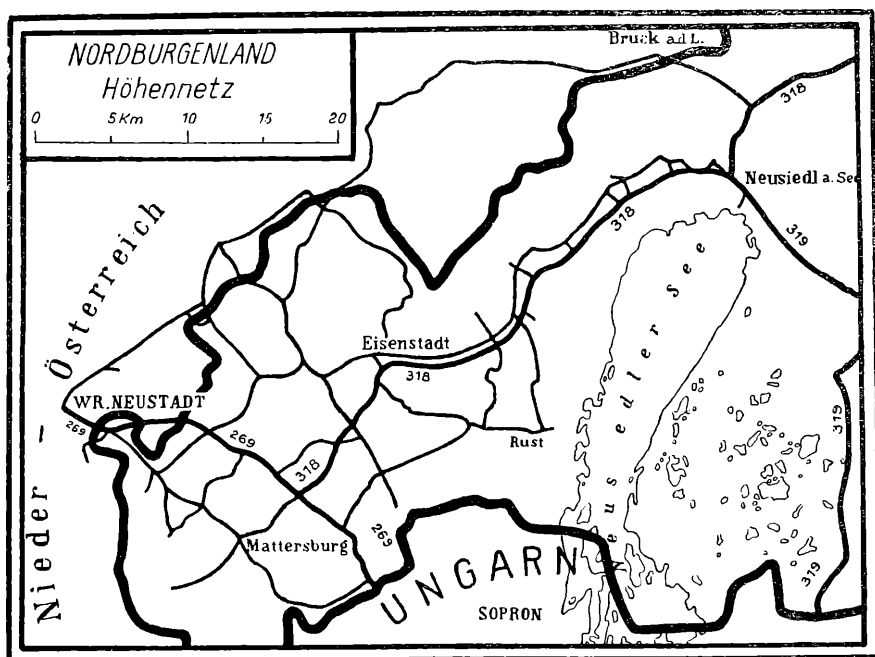 NORDBURGENLAND
Höhennetz
0 5 Km 10 15 20
Bruck a.d.L.
318
Neusiedl a. See
318
319
Nieder – Österreich
Neusiedler See
Eisenstadt
318
WR. NEUSTADT
269
269
318
Rust
319
269
Mattersburg
UNGARN
SOPRON
319